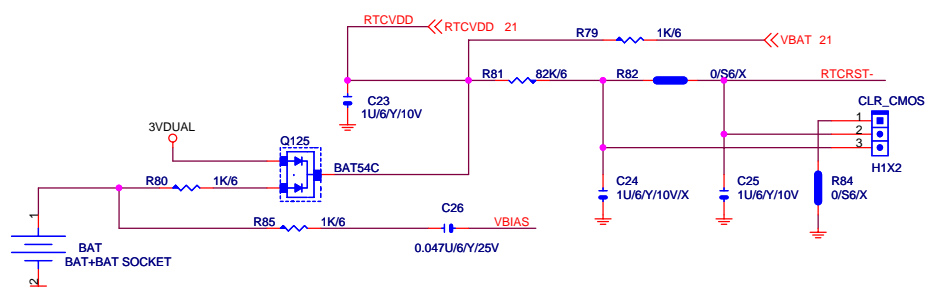 RTCVDD
RTCVDD 21
R79
1K/6
VBAT 21
R81
82K/6
R82
0/S6/X
RTCRST-
C23
1U/6/Y/10V
CLR_CMOS
1
2
3
H1X2
3VDUAL
Q125
BAT54C
R80
1K/6
C24
1U/6/Y/10V/X
C25
1U/6/Y/10V
R84
0/S6/X
R85
1K/6
C26
VBIAS
0.047U/6/Y/25V
1
BAT
BAT+BAT SOCKET
2